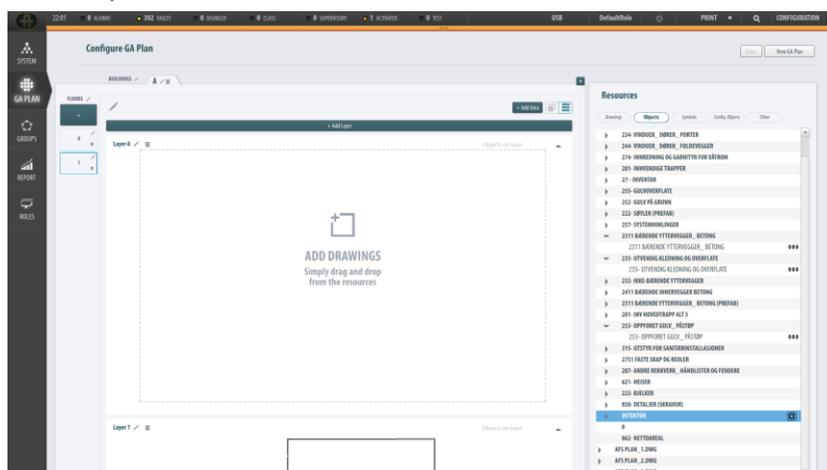 22:01 0 ALARMS 302 FAULTS 0 DISABLED 0 CLASS 0 SUPERVISORY 1 ACTIVATED 0 TEST USB DefaultRole PRINT CONFIGURATION
SYSTEM
GA PLAN
GROUPS
REPORT
ROLES
Configure GA Plan
View GA Plan
BUILDINGS
A
FLOORS
+
0
1
+ Add Area
+ Add Layer
Layer 8 Objects on layer
ADD DRAWINGS
Simply drag and drop
from the resources
Layer 7 Objects on layer
Resources
Drawings Objects Symbols Config. Objects Other
234- VINDUER_ DØRER_ PORTER
244- VINDUER_ DØRER_ FOLDEVEGGER
274- INNREDNING OG GARNITYR FOR VÅTROM
281- INNVENDIGE TRAPPER
27- INVENTAR
255- GULVOVERFLATE
252- GULV PÅ GRUNN
222- SØYLER (PREFAB)
257- SYSTEMHIMLINGER
2311 BÆRENDE YTTERVEGGER_ BETONG
2311 BÆRENDE YTTERVEGGER_ BETONG
235- UTVENDIG KLEDNING OG OVERFLATE
235- UTVENDIG KLEDNING OG OVERFLATE
232- IKKE-BÆRENDE YTTERVEGGER
2411 BÆRENDE INNERVEGGER BETONG
2311 BÆRENDE YTTERVEGGER_ BETONG (PREFAB)
281- INV HOVEDTRAPP ALT 5
253- OPPFORET GULV_ PÅSTØP
253- OPPFORET GULV_ PÅSTØP
315- UTSTYR FOR SANITÆRINSTALLASJONER
2751 FASTE SKAP OG REOLER
287- ANDRE REKKVERK_ HÅNDLISTER OG FENDERE
621- HEISER
223- BJELKER
850- DETALJER (SKRAVUR)
DETEKTOR
0
862- NETTOAREAL
AFS PLAN_1.DWG
AFS PLAN_2.DWG